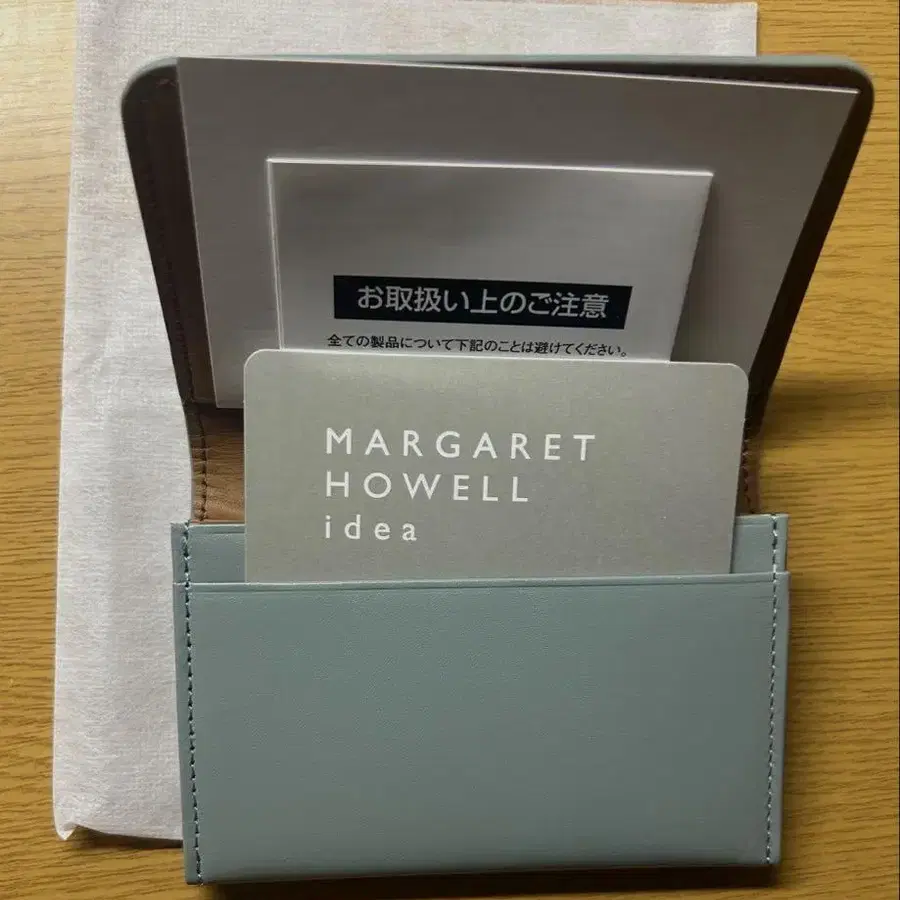 お取扱い上のご注意
全ての製品について下記のことは避けてください。
MARGARET
HOWELL
idea